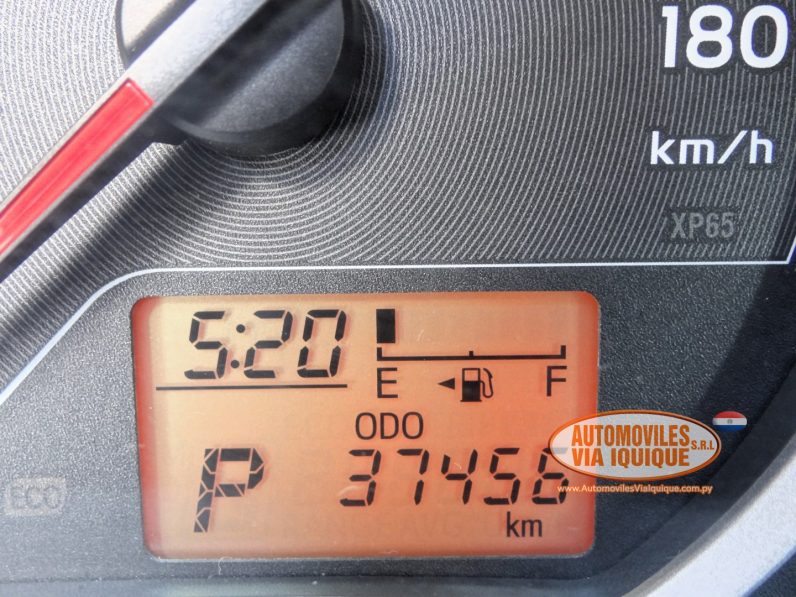 180
km/h
XP65
5:20
E F
ODO
P 37456
km
ECO
AUTOMOVILES S.R.L
VIA IQUIQUE
www.AutomovilesViaIquique.com.py